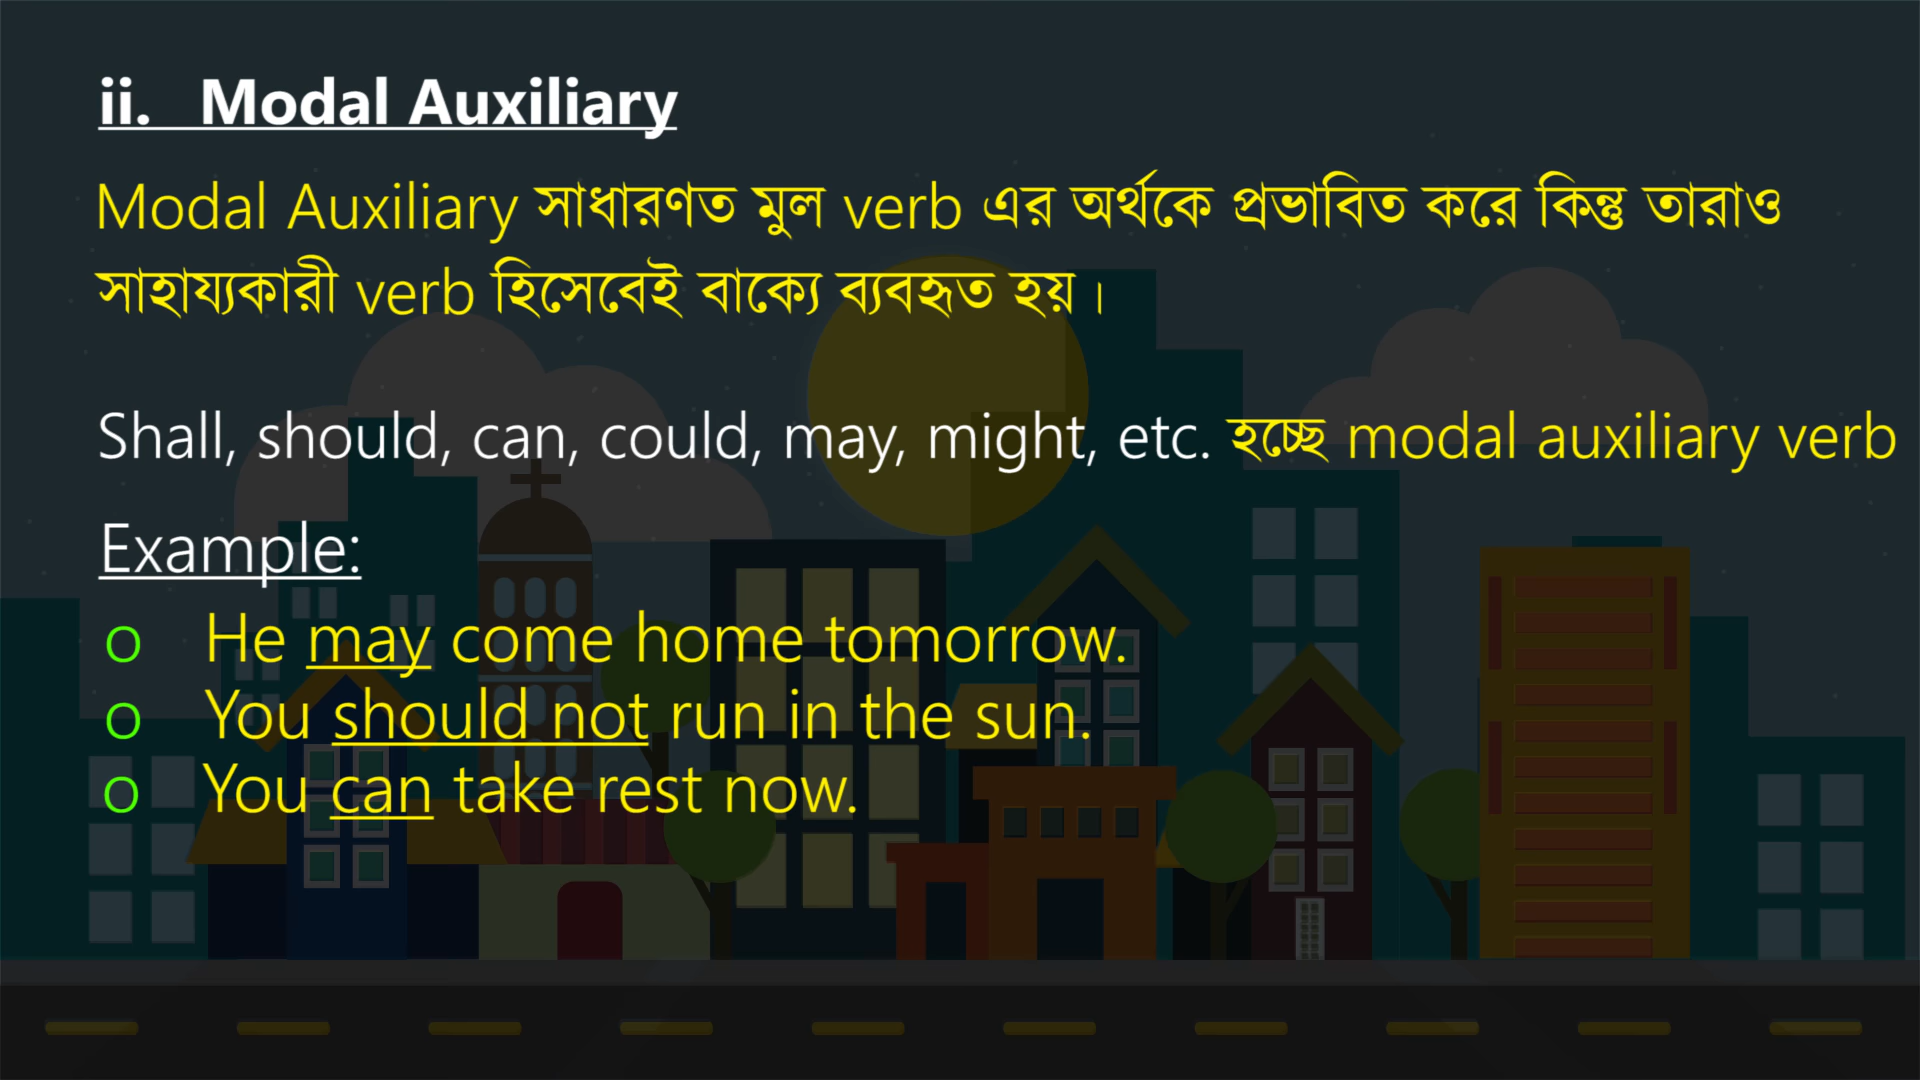 ii. Modal Auxiliary
Modal Auxiliary সাধারণত মুল verb এর অর্থকে প্রভাবিত করে কিন্তু তারাও
সাহায্যকারী verb হিসেবেই বাক্যে ব্যবহৃত হয়।
Shall, should, can, could, may, might, etc. হচ্ছে modal auxiliary verb
Example:
o He may come home tomorrow.
o You should not run in the sun.
o You can take rest now.